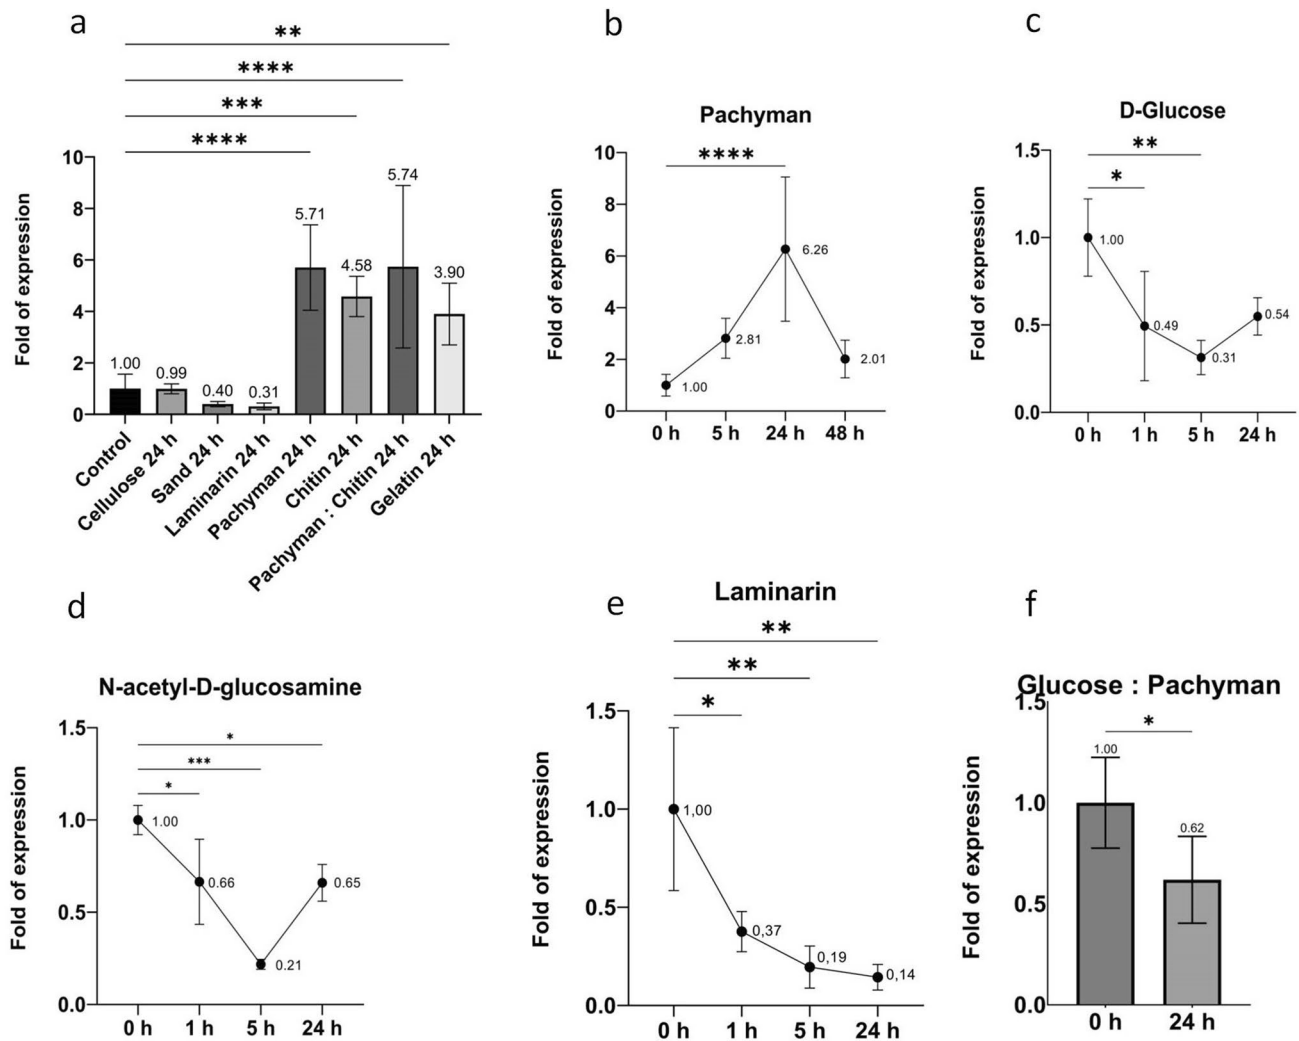 a
**
****
***
****
Fold of expression
10
8
6
4
2
0
1.00
0.99
0.40
0.31
5.71
4.58
5.74
3.90
Control
Cellulose 24 h
Sand 24 h
Laminarin 24 h
Pachyman 24 h
Chitin 24 h
Pachyman : Chitin 24 h
Gelatin 24 h
b
Pachyman
****
Fold of expression
10
8
6
4
2
0
1.00
2.81
6.26
2.01
0 h 5 h 24 h 48 h
c
D-Glucose
**
*
Fold of expression
1.5
1.0
0.5
0.0
1.00
0.49
0.31
0.54
0 h 1 h 5 h 24 h
d
N-acetyl-D-glucosamine
*
***
*
Fold of expression
1.5
1.0
0.5
0.0
1.00
0.66
0.21
0.65
0 h 1 h 5 h 24 h
e
Laminarin
**
**
*
Fold of expression
1.5
1.0
0.5
0.0
1,00
0,37
0,19
0,14
0 h 1 h 5 h 24 h
f
Glucose : Pachyman
*
Fold of expression
1.5
1.0
0.5
0.0
1.00
0.62
0 h 24 h